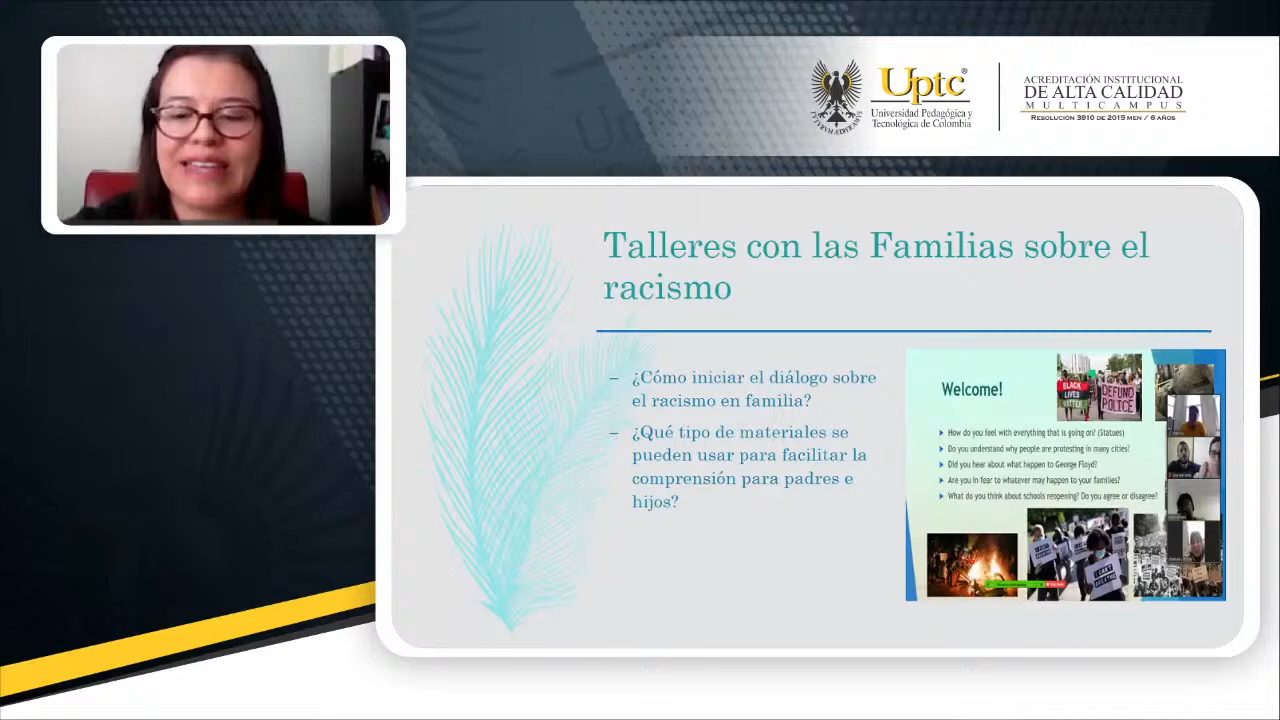 Uptc®
Universidad Pedagógica y
Tecnológica de Colombia
ACREDITACIÓN INSTITUCIONAL
DE ALTA CALIDAD
MULTICAMPUS
RESOLUCIÓN 3910 DE 2015 MEN / 6 AÑOS
Talleres con las Familias sobre el
racismo
– ¿Cómo iniciar el diálogo sobre
el racismo en familia?
– ¿Qué tipo de materiales se
pueden usar para facilitar la
comprensión para padres e
hijos?
Welcome!
BLACK
LIVES
MATTER
DEFUND
POLICE
How do you feel with everything that is going on? (Statues)
Do you understand why people are protesting in many cities?
Did you hear about what happen to George Floyd?
Are you in fear to whatever may happen to your families?
What do you think about schools reopening? Do you agree or disagree?
I CAN'T
BREATHE